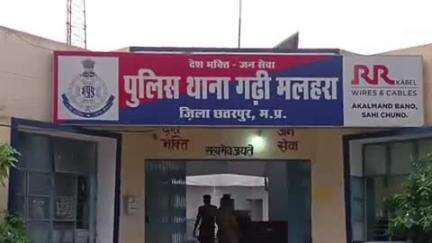 देश भक्ति - जन सेवा
पुलिस थाना गढ़ी मलहरा
ज़िला छतरपुर, म.प्र.
RR KABEL
WIRES & CABLES
AKALMAND BANO,
SAHI CHUNO.
भक्ति
सत्यमेव जयते
जन
सेवा